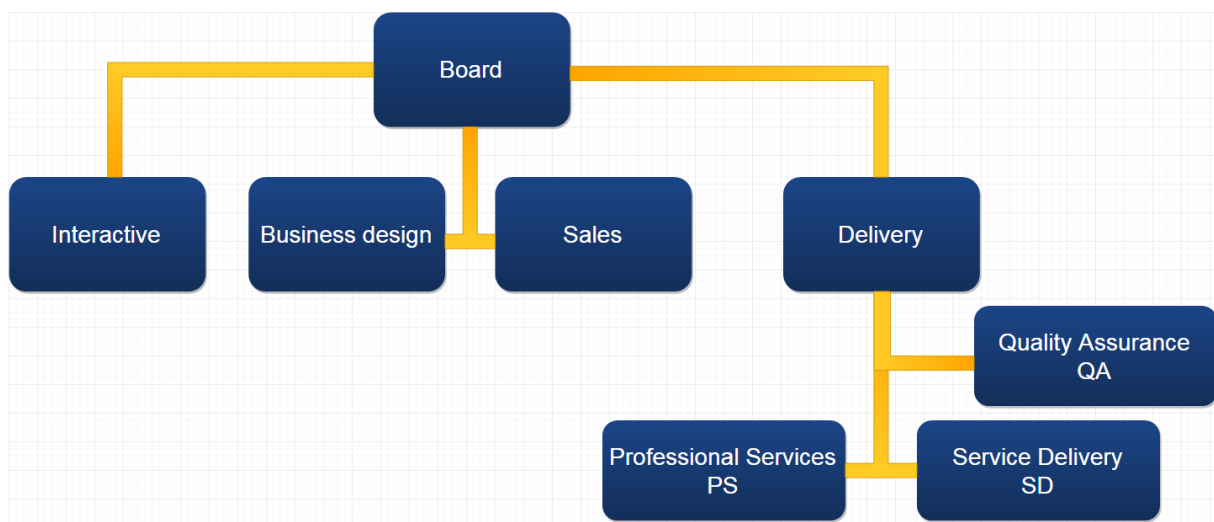 Board
Interactive
Business design
Sales
Delivery
Quality Assurance
QA
Professional Services
PS
Service Delivery
SD